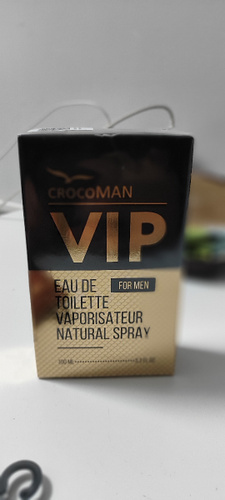 CROCOMAN
VIP
EAU DE
FOR MEN
TOILETTE
VAPORISATEUR
NATURAL SPRAY